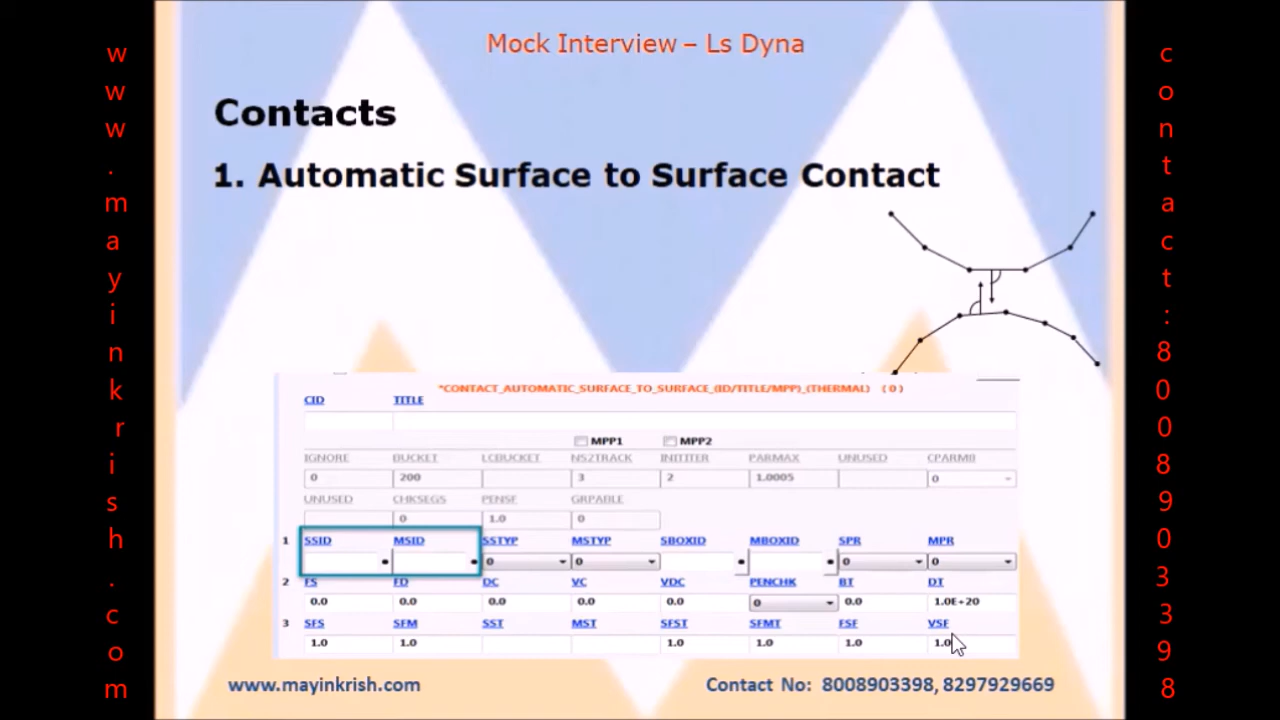 Mock Interview – Ls Dyna
Contacts
1. Automatic Surface to Surface Contact
*CONTACT_AUTOMATIC_SURFACE_TO_SURFACE_(ID/TITLE/MPP)_(THERMAL) (0)
CID TITLE
MPP1 MPP2
IGNORE BUCKET LCBUCKET NS2TRACK INITITER PARMAX UNUSED CPARM8
0 200 3 2 1.0005 0
UNUSED CHKSEGS PENSF GRPABLE
0 1.0 0
1 SSID MSID SSTYP MSTYP SBOXID MBOXID SPR MPR
0 0 0 0
2 FS FD DC VC VDC PENCHK BT DT
0.0 0.0 0.0 0.0 0.0 0 0.0 1.0E+20
3 SFS SFM SST MST SFST SFMT FSF VSF
1.0 1.0 1.0 1.0 1.0 1.0
www.mayinkrish.com Contact No: 8008903398, 8297929669
www.mayinkrish.com
contact:8008903398